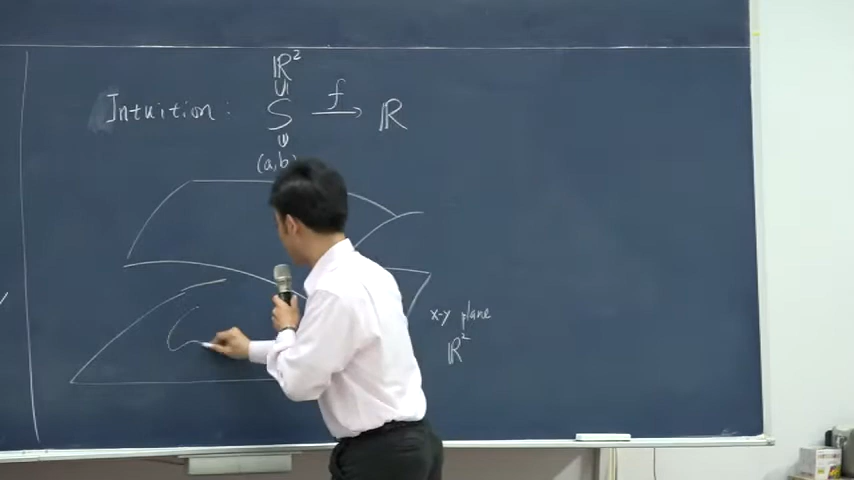 ℝ²
∪
Intuition : S —f→ ℝ
∪
(a,b)
x-y plane
ℝ²